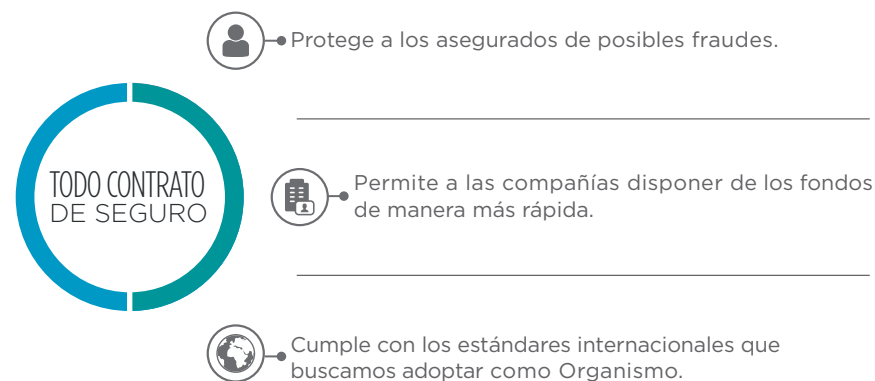 Protege a los asegurados de posibles fraudes.
TODO CONTRATO
DE SEGURO
Permite a las compañías disponer de los fondos
de manera más rápida.
Cumple con los estándares internacionales que
buscamos adoptar como Organismo.